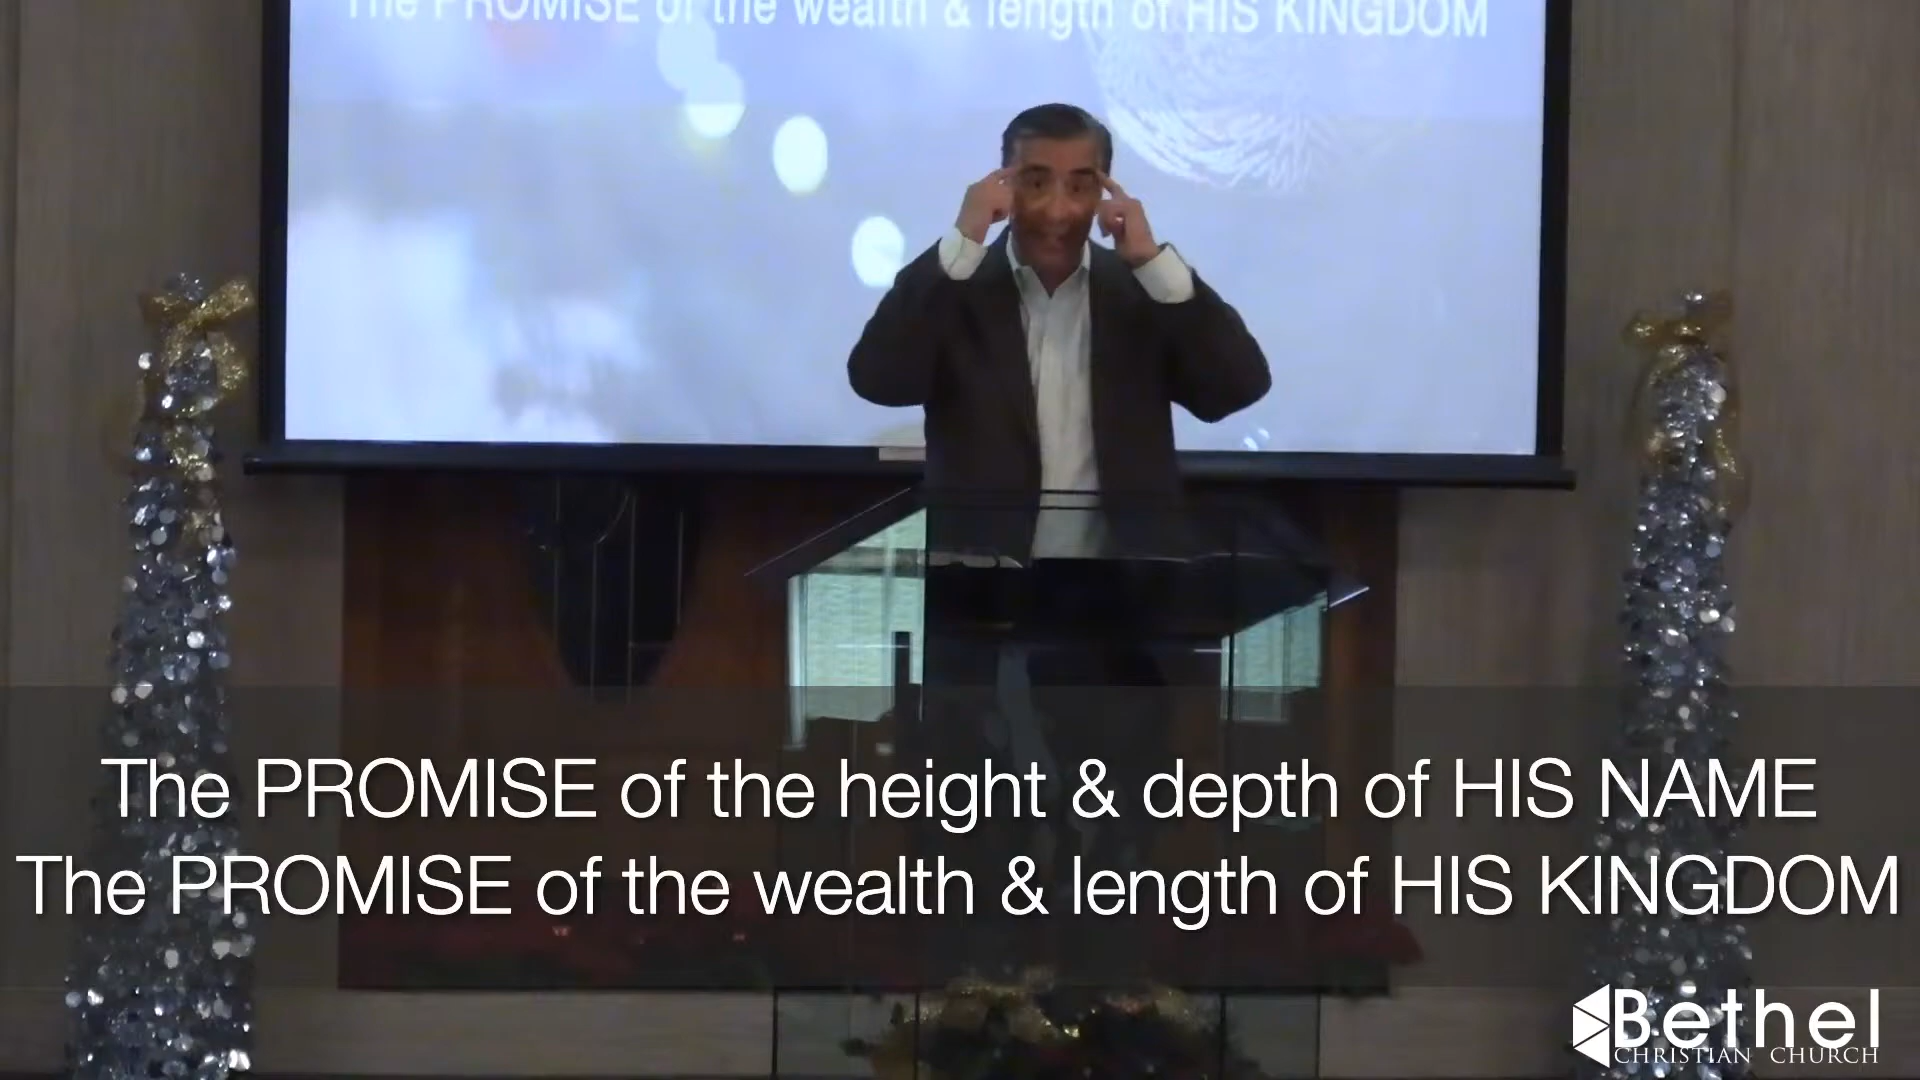 The PROMISE of the wealth & length of HIS KINGDOM
The PROMISE of the height & depth of HIS NAME
The PROMISE of the wealth & length of HIS KINGDOM
Bethel
CHRISTIAN CHURCH